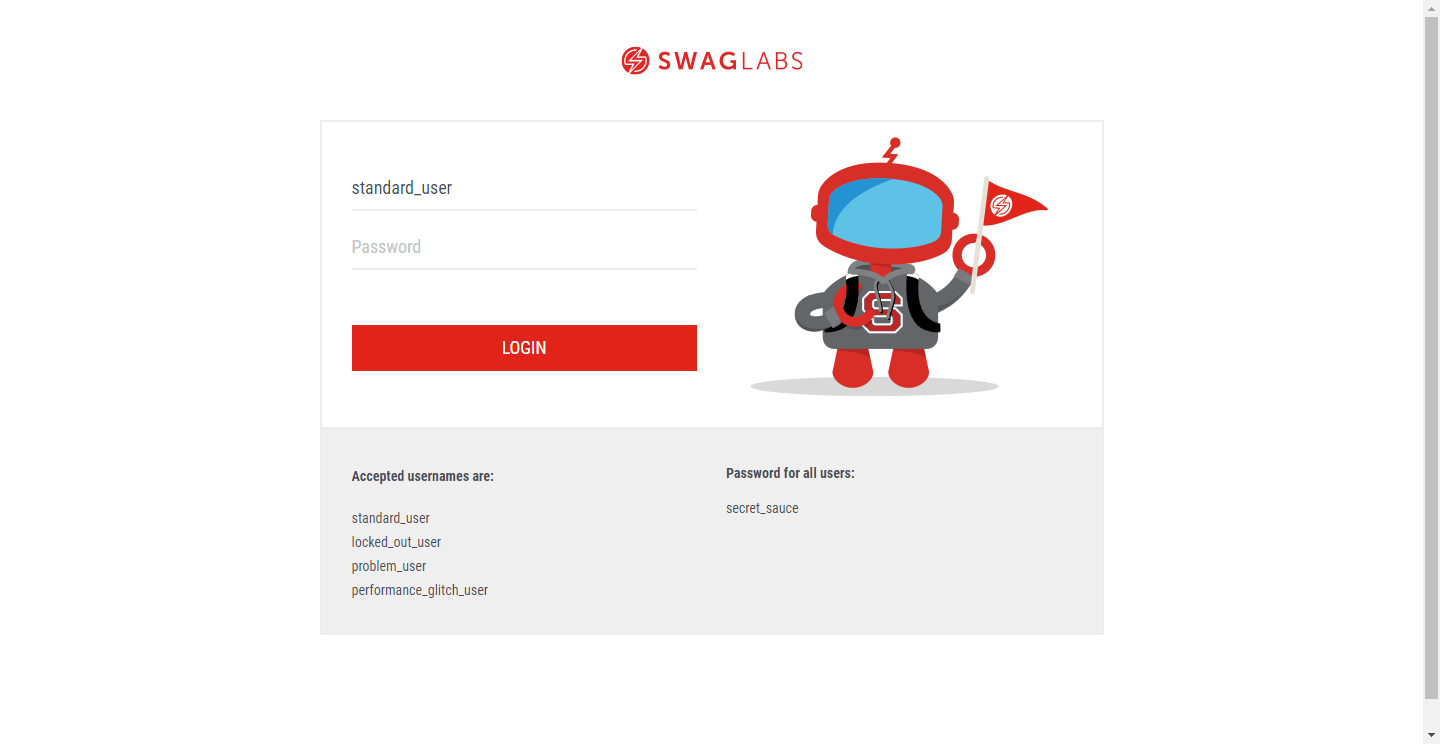 SWAGLABS
standard_user
Password
LOGIN
S
Accepted usernames are:
standard_user
locked_out_user
problem_user
performance_glitch_user
Password for all users:
secret_sauce